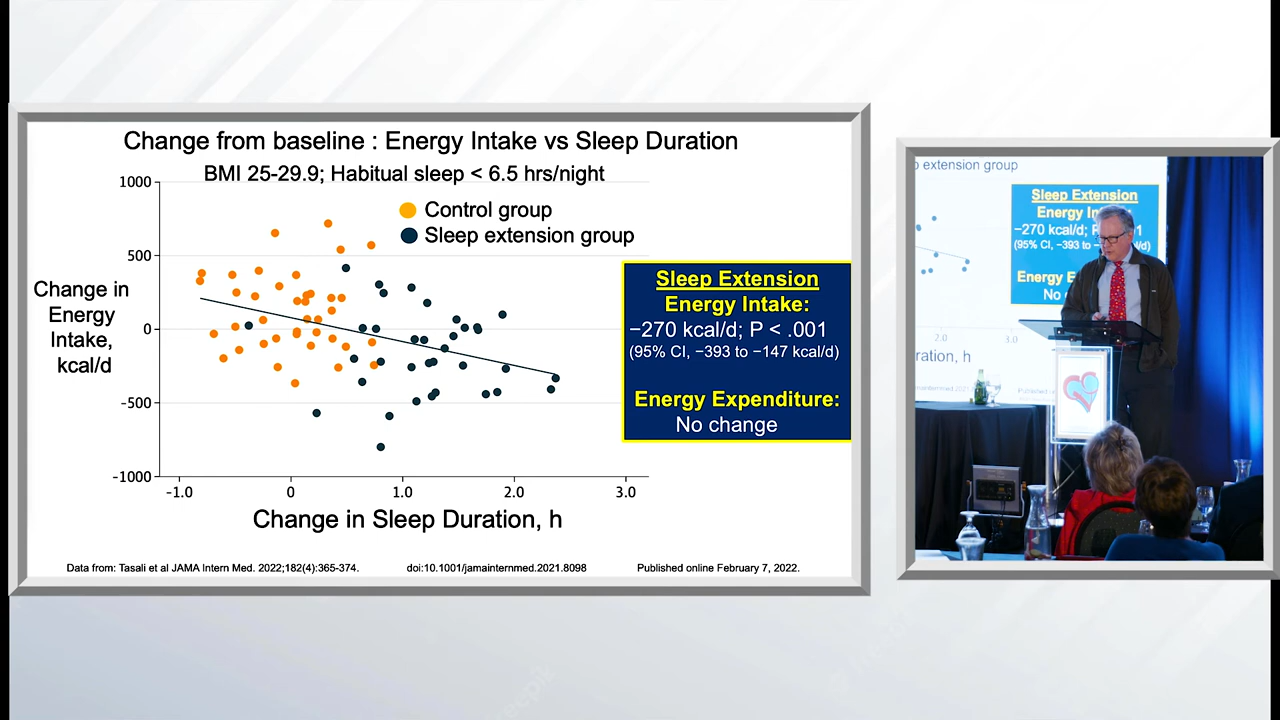 Change from baseline : Energy Intake vs Sleep Duration
BMI 25-29.9; Habitual sleep < 6.5 hrs/night
Control group
Sleep extension group
1000
500
0
-500
-1000
Change in
Energy
Intake,
kcal/d
-1.0
0
1.0
2.0
3.0
Change in Sleep Duration, h
Sleep Extension
Energy Intake:
−270 kcal/d; P < .001
(95% CI, −393 to −147 kcal/d)
Energy Expenditure:
No change
Data from: Tasali et al JAMA Intern Med. 2022;182(4):365-374.
doi:10.1001/jamainternmed.2021.8098
Published online February 7, 2022.
extension group
Sleep Extension
Energy
−270 kcal/d;
(95% CI, −393 to
Energy
No
2.0
3.0
, h